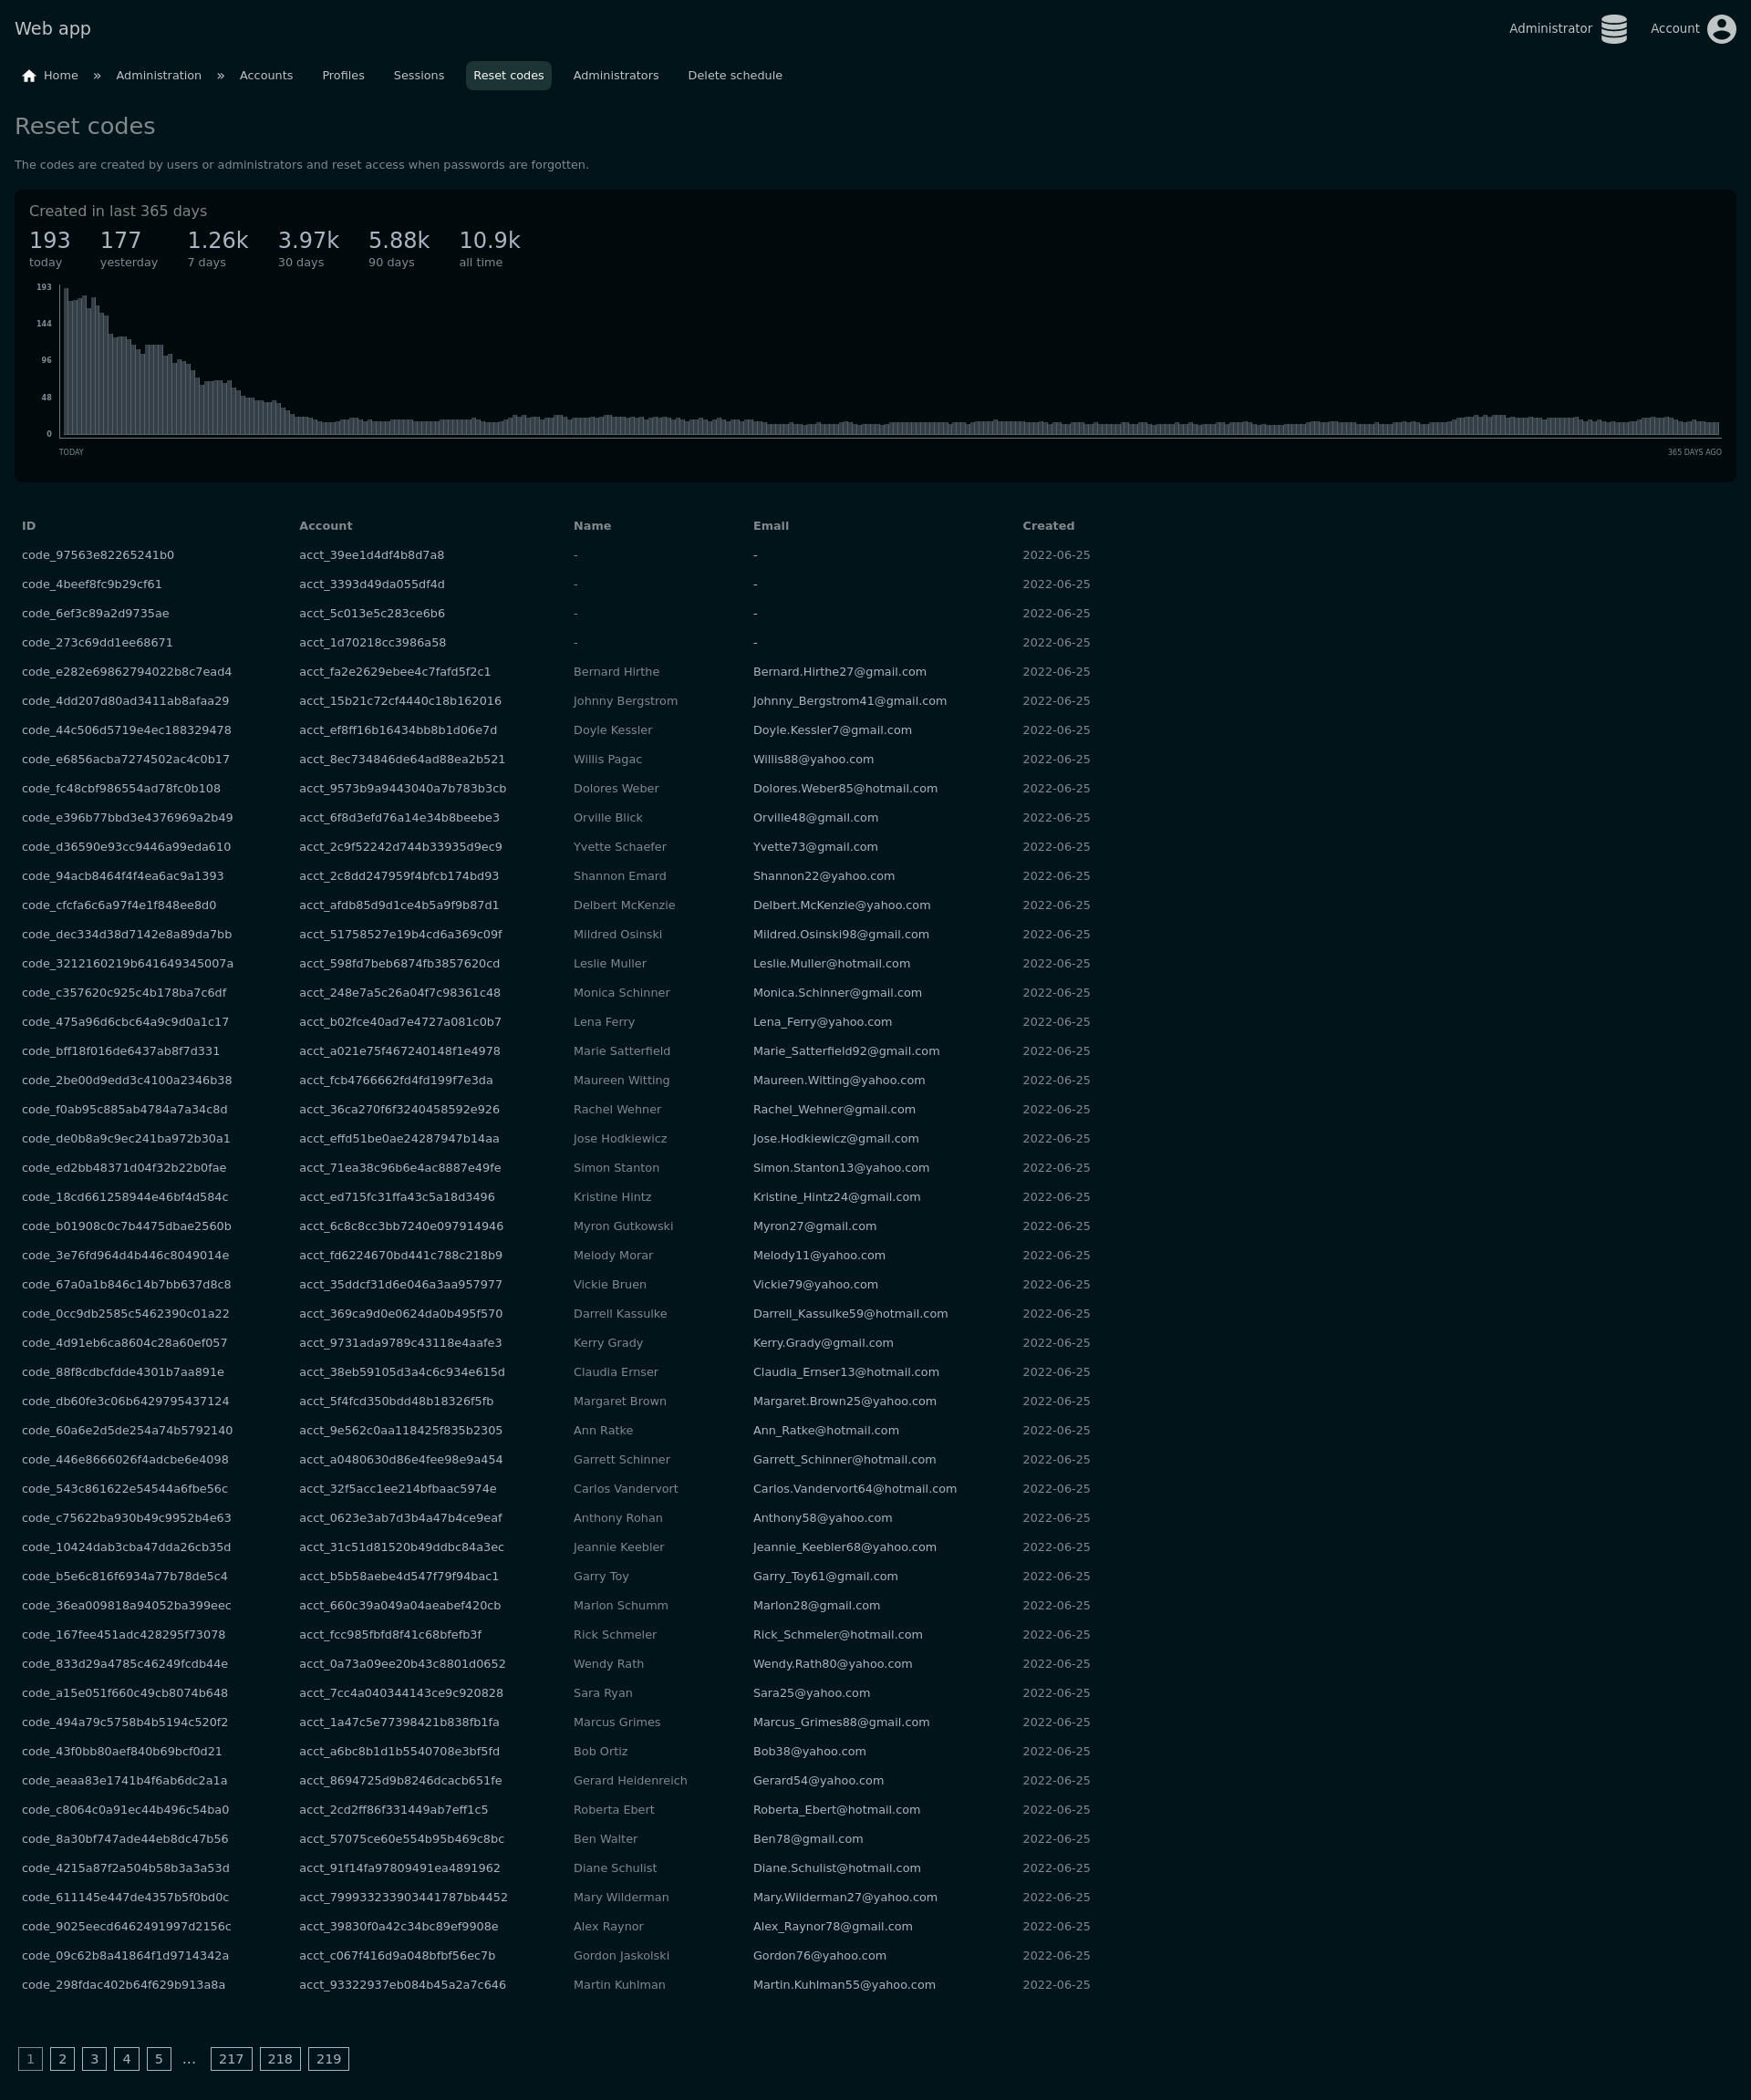 Web app
Administrator Account
Home » Administration » Accounts Profiles Sessions Reset codes Administrators Delete schedule
Reset codes
The codes are created by users or administrators and reset access when passwords are forgotten.
Created in last 365 days
193 177 1.26k 3.97k 5.88k 10.9k
today yesterday 7 days 30 days 90 days all time
193
144
96
48
0
TODAY 365 DAYS AGO
ID Account Name Email Created
code_97563e82265241b0 acct_39ee1d4df4b8d7a8 - - 2022-06-25
code_4beef8fc9b29cf61 acct_3393d49da055df4d - - 2022-06-25
code_6ef3c89a2d9735ae acct_5c013e5c283ce6b6 - - 2022-06-25
code_273c69dd1ee68671 acct_1d70218cc3986a58 - - 2022-06-25
code_e282e69862794022b8c7ead4 acct_fa2e2629ebee4c7fafd5f2c1 Bernard Hirthe Bernard.Hirthe27@gmail.com 2022-06-25
code_4dd207d80ad3411ab8afaa29 acct_15b21c72cf4440c18b162016 Johnny Bergstrom Johnny_Bergstrom41@gmail.com 2022-06-25
code_44c506d5719e4ec188329478 acct_ef8ff16b16434bb8b1d06e7d Doyle Kessler Doyle.Kessler7@gmail.com 2022-06-25
code_e6856acba7274502ac4c0b17 acct_8ec734846de64ad88ea2b521 Willis Pagac Willis88@yahoo.com 2022-06-25
code_fc48cbf986554ad78fc0b108 acct_9573b9a9443040a7b783b3cb Dolores Weber Dolores.Weber85@hotmail.com 2022-06-25
code_e396b77bbd3e4376969a2b49 acct_6f8d3efd76a14e34b8beebe3 Orville Blick Orville48@gmail.com 2022-06-25
code_d36590e93cc9446a99eda610 acct_2c9f52242d744b33935d9ec9 Yvette Schaefer Yvette73@gmail.com 2022-06-25
code_94acb8464f4f4ea6ac9a1393 acct_2c8dd247959f4bfcb174bd93 Shannon Emard Shannon22@yahoo.com 2022-06-25
code_cfcfa6c6a97f4e1f848ee8d0 acct_afdb85d9d1ce4b5a9f9b87d1 Delbert McKenzie Delbert.McKenzie@yahoo.com 2022-06-25
code_dec334d38d7142e8a89da7bb acct_51758527e19b4cd6a369c09f Mildred Osinski Mildred.Osinski98@gmail.com 2022-06-25
code_3212160219b641649345007a acct_598fd7beb6874fb3857620cd Leslie Muller Leslie.Muller@hotmail.com 2022-06-25
code_c357620c925c4b178ba7c6df acct_248e7a5c26a04f7c98361c48 Monica Schinner Monica.Schinner@gmail.com 2022-06-25
code_475a96d6cbc64a9c9d0a1c17 acct_b02fce40ad7e4727a081c0b7 Lena Ferry Lena_Ferry@yahoo.com 2022-06-25
code_bff18f016de6437ab8f7d331 acct_a021e75f467240148f1e4978 Marie Satterfield Marie_Satterfield92@gmail.com 2022-06-25
code_2be00d9edd3c4100a2346b38 acct_fcb4766662fd4fd199f7e3da Maureen Witting Maureen.Witting@yahoo.com 2022-06-25
code_f0ab95c885ab4784a7a34c8d acct_36ca270f6f3240458592e926 Rachel Wehner Rachel_Wehner@gmail.com 2022-06-25
code_de0b8a9c9ec241ba972b30a1 acct_effd51be0ae24287947b14aa Jose Hodkiewicz Jose.Hodkiewicz@gmail.com 2022-06-25
code_ed2bb48371d04f32b22b0fae acct_71ea38c96b6e4ac8887e49fe Simon Stanton Simon.Stanton13@yahoo.com 2022-06-25
code_18cd661258944e46bf4d584c acct_ed715fc31ffa43c5a18d3496 Kristine Hintz Kristine_Hintz24@gmail.com 2022-06-25
code_b01908c0c7b4475dbae2560b acct_6c8c8cc3bb7240e097914946 Myron Gutkowski Myron27@gmail.com 2022-06-25
code_3e76fd964d4b446c8049014e acct_fd6224670bd441c788c218b9 Melody Morar Melody11@yahoo.com 2022-06-25
code_67a0a1b846c14b7bb637d8c8 acct_35ddcf31d6e046a3aa957977 Vickie Bruen Vickie79@yahoo.com 2022-06-25
code_0cc9db2585c5462390c01a22 acct_369ca9d0e0624da0b495f570 Darrell Kassulke Darrell_Kassulke59@hotmail.com 2022-06-25
code_4d91eb6ca8604c28a60ef057 acct_9731ada9789c43118e4aafe3 Kerry Grady Kerry.Grady@gmail.com 2022-06-25
code_88f8cdbcfdde4301b7aa891e acct_38eb59105d3a4c6c934e615d Claudia Ernser Claudia_Ernser13@hotmail.com 2022-06-25
code_db60fe3c06b6429795437124 acct_5f4fcd350bdd48b18326f5fb Margaret Brown Margaret.Brown25@yahoo.com 2022-06-25
code_60a6e2d5de254a74b5792140 acct_9e562c0aa118425f835b2305 Ann Ratke Ann_Ratke@hotmail.com 2022-06-25
code_446e8666026f4adcbe6e4098 acct_a0480630d86e4fee98e9a454 Garrett Schinner Garrett_Schinner@hotmail.com 2022-06-25
code_543c861622e54544a6fbe56c acct_32f5acc1ee214bfbaac5974e Carlos Vandervort Carlos.Vandervort64@hotmail.com 2022-06-25
code_c75622ba930b49c9952b4e63 acct_0623e3ab7d3b4a47b4ce9eaf Anthony Rohan Anthony58@yahoo.com 2022-06-25
code_10424dab3cba47dda26cb35d acct_31c51d81520b49ddbc84a3ec Jeannie Keebler Jeannie_Keebler68@yahoo.com 2022-06-25
code_b5e6c816f6934a77b78de5c4 acct_b5b58aebe4d547f79f94bac1 Garry Toy Garry_Toy61@gmail.com 2022-06-25
code_36ea009818a94052ba399eec acct_660c39a049a04aeabef420cb Marlon Schumm Marlon28@gmail.com 2022-06-25
code_167fee451adc428295f73078 acct_fcc985fbfd8f41c68bfefb3f Rick Schmeler Rick_Schmeler@hotmail.com 2022-06-25
code_833d29a4785c46249fcdb44e acct_0a73a09ee20b43c8801d0652 Wendy Rath Wendy.Rath80@yahoo.com 2022-06-25
code_a15e051f660c49cb8074b648 acct_7cc4a040344143ce9c920828 Sara Ryan Sara25@yahoo.com 2022-06-25
code_494a79c5758b4b5194c520f2 acct_1a47c5e77398421b838fb1fa Marcus Grimes Marcus_Grimes88@gmail.com 2022-06-25
code_43f0bb80aef840b69bcf0d21 acct_a6bc8b1d1b5540708e3bf5fd Bob Ortiz Bob38@yahoo.com 2022-06-25
code_aeaa83e1741b4f6ab6dc2a1a acct_8694725d9b8246dcacb651fe Gerard Heidenreich Gerard54@yahoo.com 2022-06-25
code_c8064c0a91ec44b496c54ba0 acct_2cd2ff86f331449ab7eff1c5 Roberta Ebert Roberta_Ebert@hotmail.com 2022-06-25
code_8a30bf747ade44eb8dc47b56 acct_57075ce60e554b95b469c8bc Ben Walter Ben78@gmail.com 2022-06-25
code_4215a87f2a504b58b3a3a53d acct_91f14fa97809491ea4891962 Diane Schulist Diane.Schulist@hotmail.com 2022-06-25
code_611145e447de4357b5f0bd0c acct_799933233903441787bb4452 Mary Wilderman Mary.Wilderman27@yahoo.com 2022-06-25
code_9025eecd6462491997d2156c acct_39830f0a42c34bc89ef9908e Alex Raynor Alex_Raynor78@gmail.com 2022-06-25
code_09c62b8a41864f1d9714342a acct_c067f416d9a048bfbf56ec7b Gordon Jaskolski Gordon76@yahoo.com 2022-06-25
code_298fdac402b64f629b913a8a acct_93322937eb084b45a2a7c646 Martin Kuhlman Martin.Kuhlman55@yahoo.com 2022-06-25
1 2 3 4 5 … 217 218 219